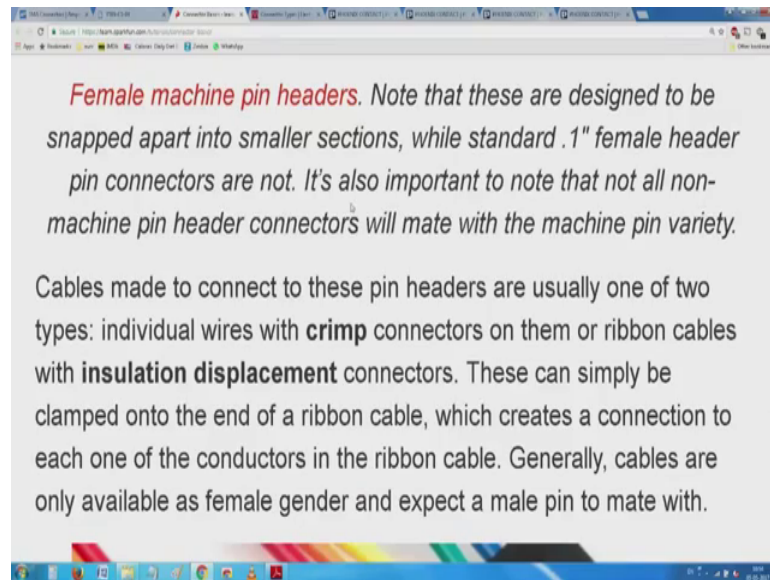 Secure
Female machine pin headers. Note that these are designed to be
snapped apart into smaller sections, while standard .1" female header
pin connectors are not. It's also important to note that not all non-
machine pin header connectors will mate with the machine pin variety.
Cables made to connect to these pin headers are usually one of two
types: individual wires with crimp connectors on them or ribbon cables
with insulation displacement connectors. These can simply be
clamped onto the end of a ribbon cable, which creates a connection to
each one of the conductors in the ribbon cable. Generally, cables are
only available as female gender and expect a male pin to mate with.